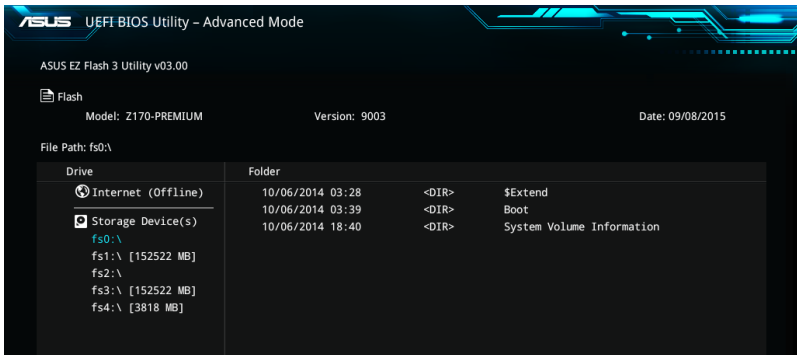 ASUS UEFI BIOS Utility – Advanced Mode
ASUS EZ Flash 3 Utility v03.00
Flash
Model: Z170-PREMIUM Version: 9003 Date: 09/08/2015
File Path: fs0:\
Drive Folder
Internet (Offline) 10/06/2014 03:28 <DIR> $Extend
10/06/2014 03:39 <DIR> Boot
Storage Device(s) 10/06/2014 18:40 <DIR> System Volume Information
fs0:\
fs1:\ [152522 MB]
fs2:\
fs3:\ [152522 MB]
fs4:\ [3818 MB]